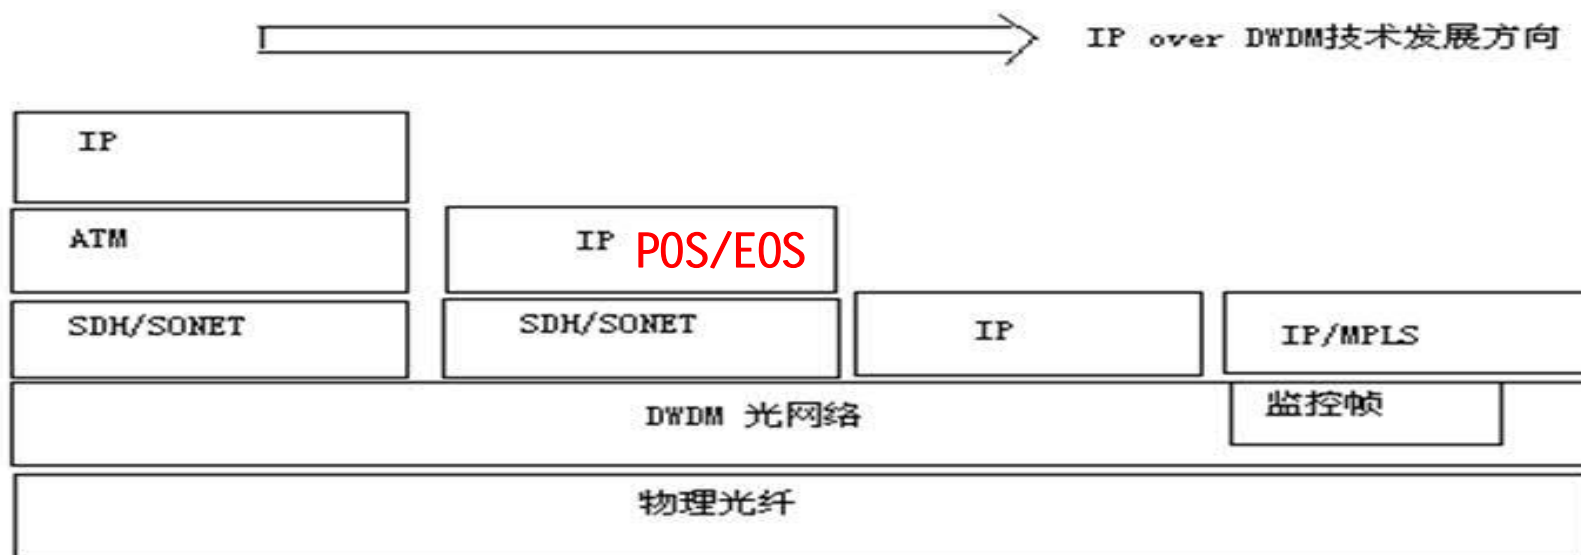 IP over DWDM技术发展方向
IP
ATM
IP POS/EOS
SDH/SONET
SDH/SONET
IP
IP/MPLS
DWDM 光网络
监控帧
物理光纤